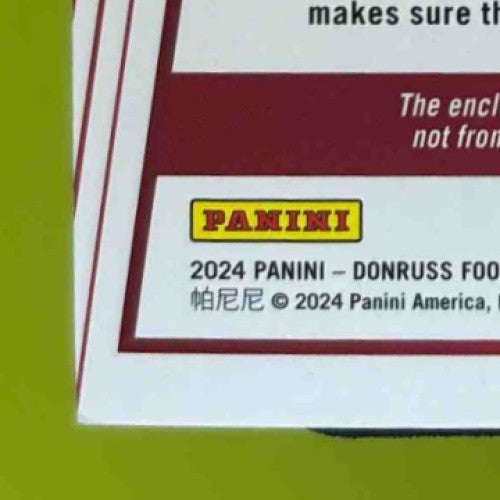 makes sure th
The encl
not from
PANINI
2024 PANINI – DONRUSS FOO
帕尼尼 © 2024 Panini America,